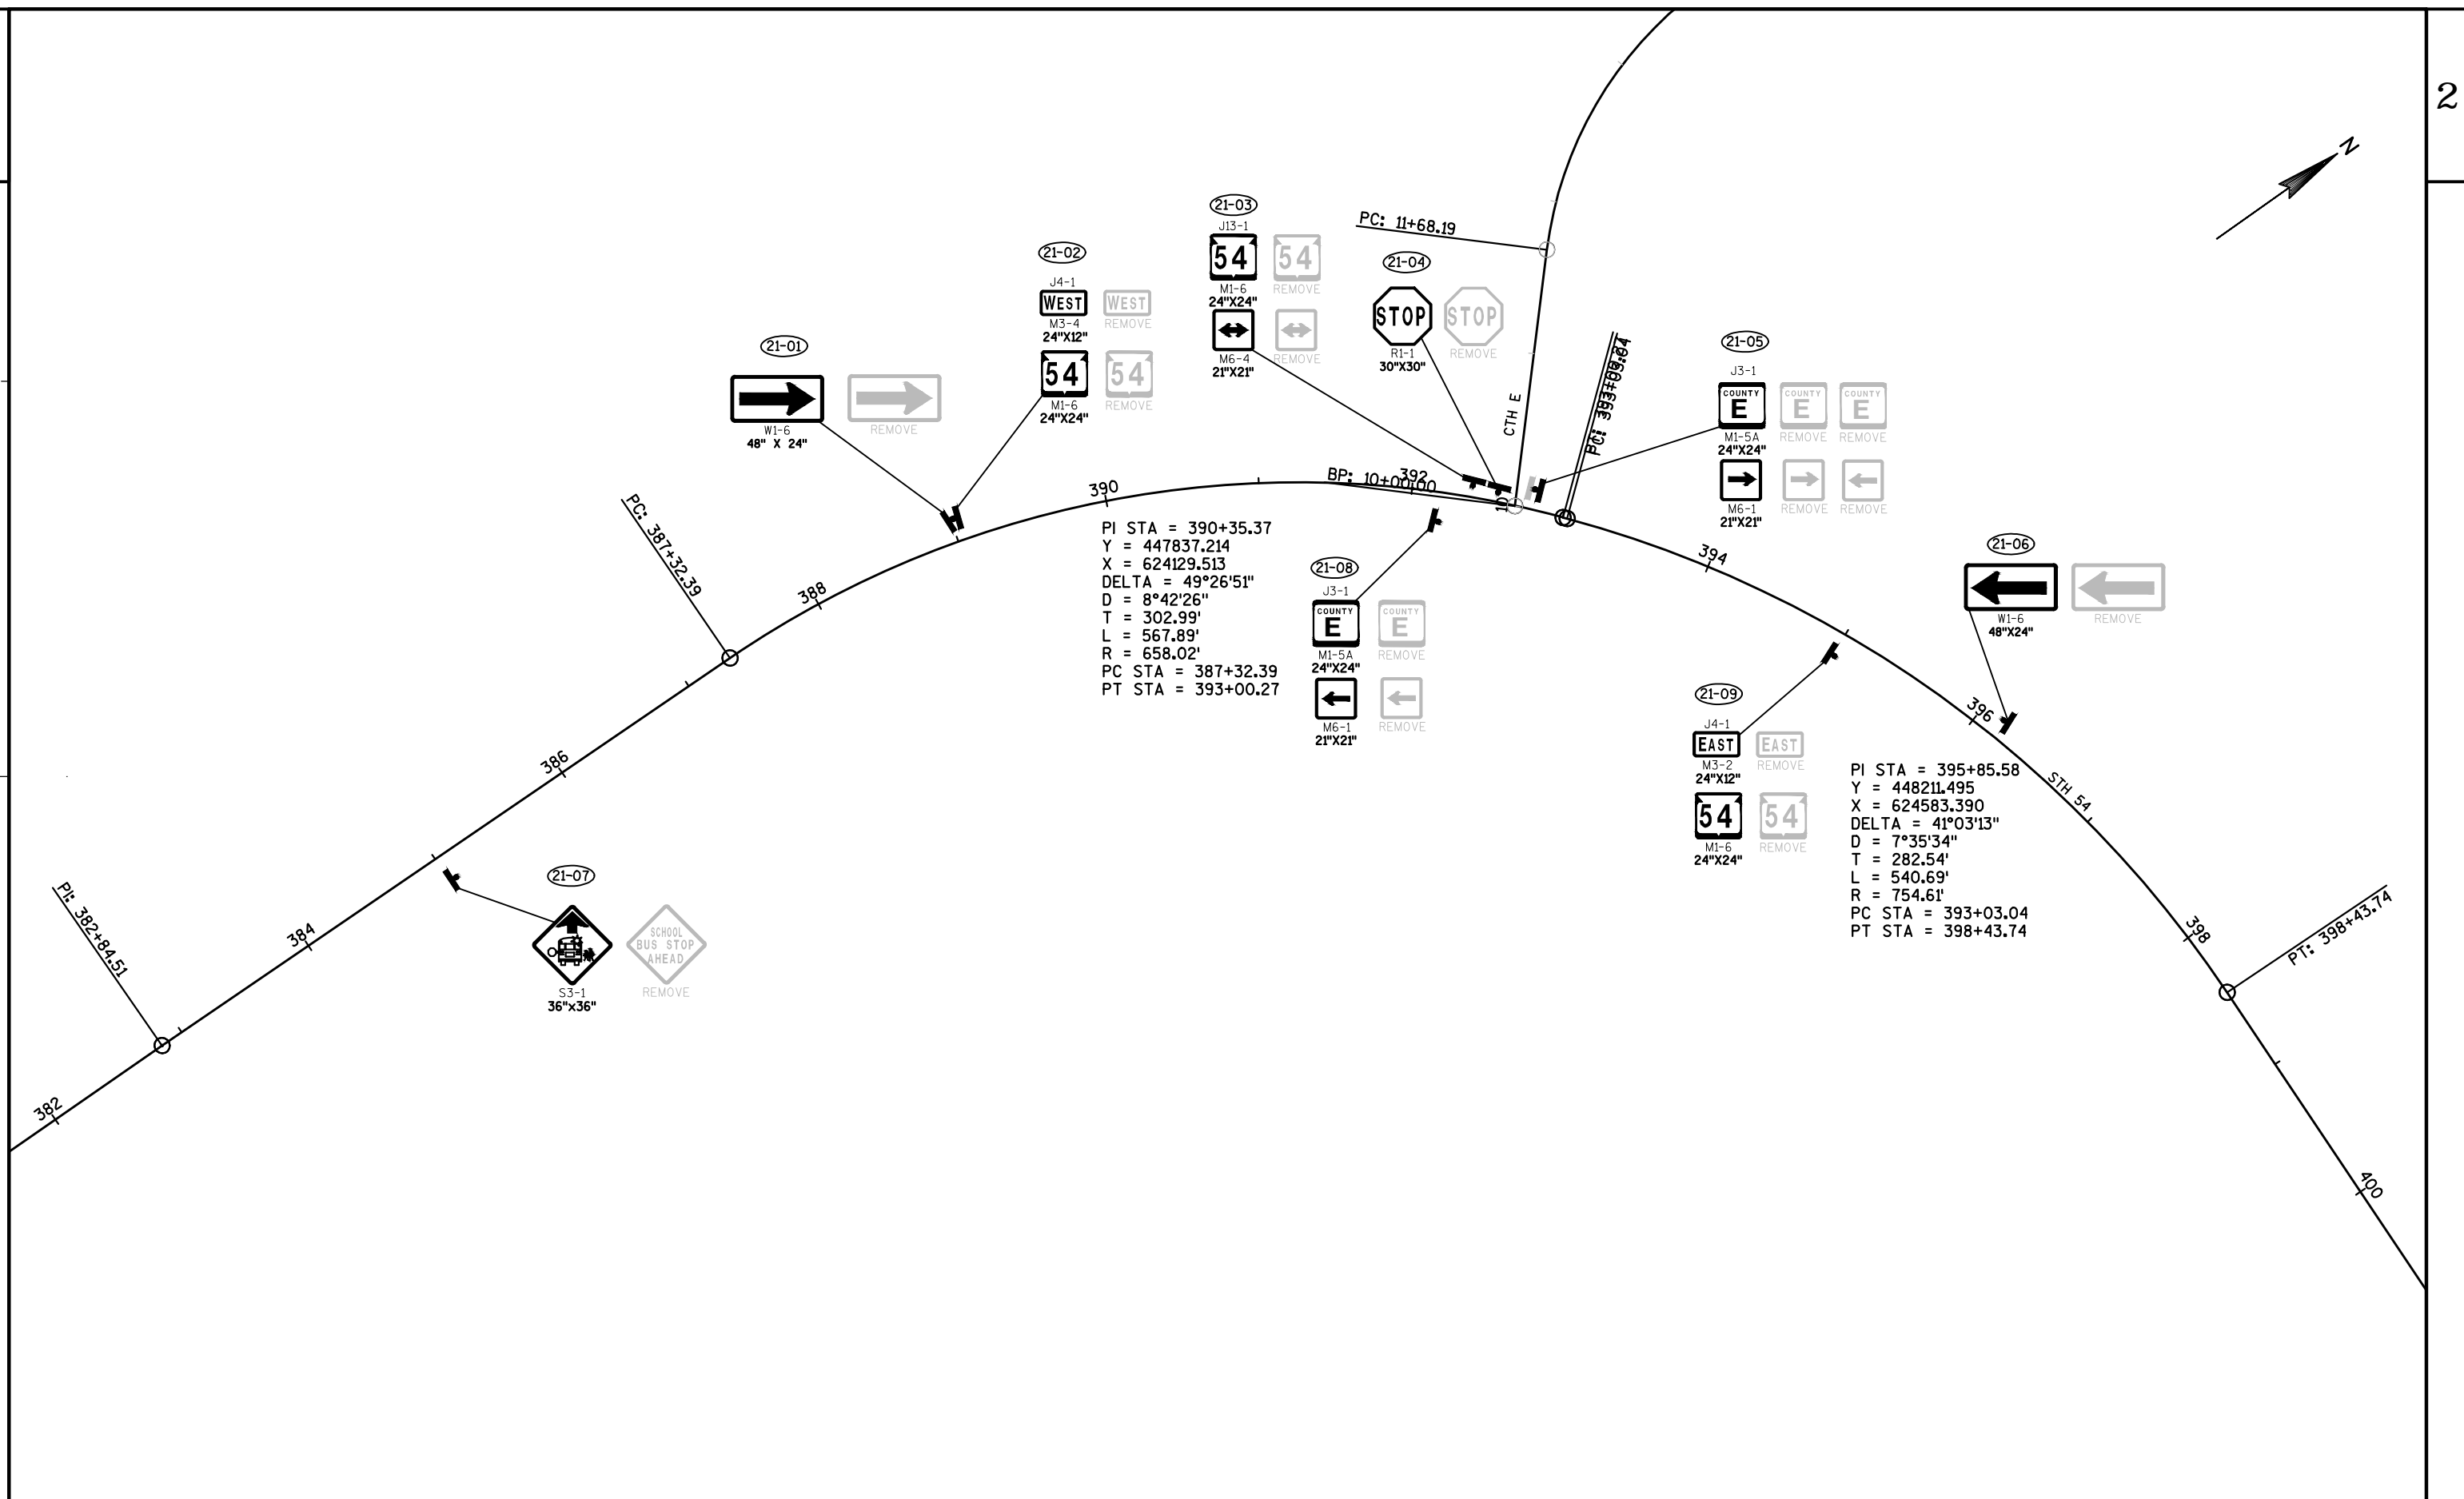 2
N
21-01
W1-6
48" X 24"
REMOVE
21-02
J4-1
WEST
WEST
M3-4
REMOVE
24"X12"
54
54
M1-6
REMOVE
24"X24"
21-03
J13-1
54
54
M1-6
REMOVE
24"X24"
M6-4
REMOVE
21"X21"
PC: 11+68.19
21-04
STOP
STOP
R1-1
REMOVE
30"X30"
CTH E
PC: 393+03.04
21-05
J3-1
COUNTY
E
COUNTY
E
COUNTY
E
M1-5A
REMOVE
REMOVE
24"X24"
M6-1
REMOVE
REMOVE
21"X21"
BP: 10+00.00
10
382
384
386
388
390
392
394
396
398
400
PI: 382+84.51
PC: 387+32.39
PI STA = 390+35.37
Y = 447837.214
X = 624129.513
DELTA = 49°26'51"
D = 8°42'26"
T = 302.99'
L = 567.89'
R = 658.02'
PC STA = 387+32.39
PT STA = 393+00.27
21-08
J3-1
COUNTY
E
COUNTY
E
M1-5A
REMOVE
24"X24"
M6-1
REMOVE
21"X21"
21-06
W1-6
REMOVE
48"X24"
21-09
J4-1
EAST
EAST
M3-2
REMOVE
24"X12"
54
54
M1-6
REMOVE
24"X24"
STH 54
PI STA = 395+85.58
Y = 448211.495
X = 624583.390
DELTA = 41°03'13"
D = 7°35'34"
T = 282.54'
L = 540.69'
R = 754.61'
PC STA = 393+03.04
PT STA = 398+43.74
PT: 398+43.74
21-07
SCHOOL
BUS STOP
AHEAD
S3-1
REMOVE
36"x36"